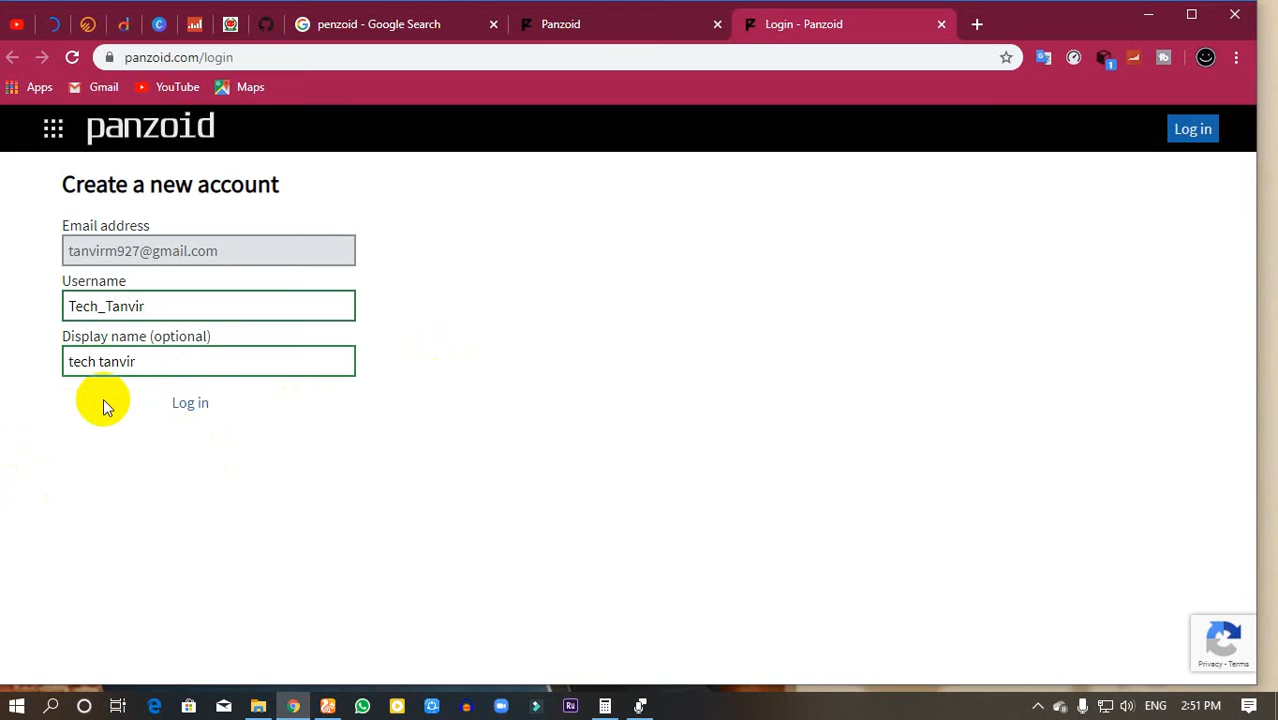 penzoid - Google Search
Panzoid
Login - Panzoid
panzoid.com/login
1
Apps
Gmail
YouTube
Maps
panzoid
Log in
Create a new account
Email address
tanvirm927@gmail.com
Username
Tech_Tanvir
Display name (optional)
tech tanvir
Log in
Privacy - Terms
Ru
ENG
2:51 PM